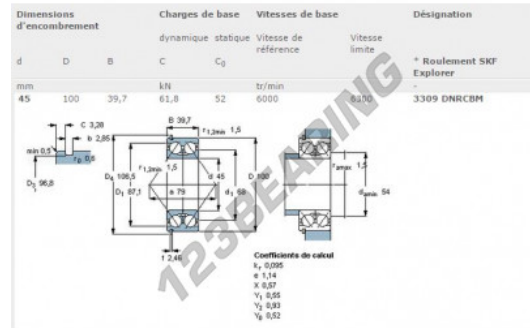 Dimensions d'encombrement Charges de base Vitesses de base Désignation
dynamique statique Vitesse de référence Vitesse limite
d D B C C0 * Roulement SKF Explorer
mm kN tr/min -
45 100 39,7 61,8 52 6000 6300 3309 DNRCBM
C 3,28
b 2,85
min 0,5
r0 0,6
D3 96,8
B 39,7
r1,2min 1,5
r1,2min 1,5
D4 106,5
D1 87,1
a 79
d 45
d1 68
D 100
f 2,46
ramax 1,5
damin 54
Coefficients de calcul
kr 0,095
e 1,14
X 0,57
Y1 0,55
Y2 0,93
Y0 0,52
123BEARING